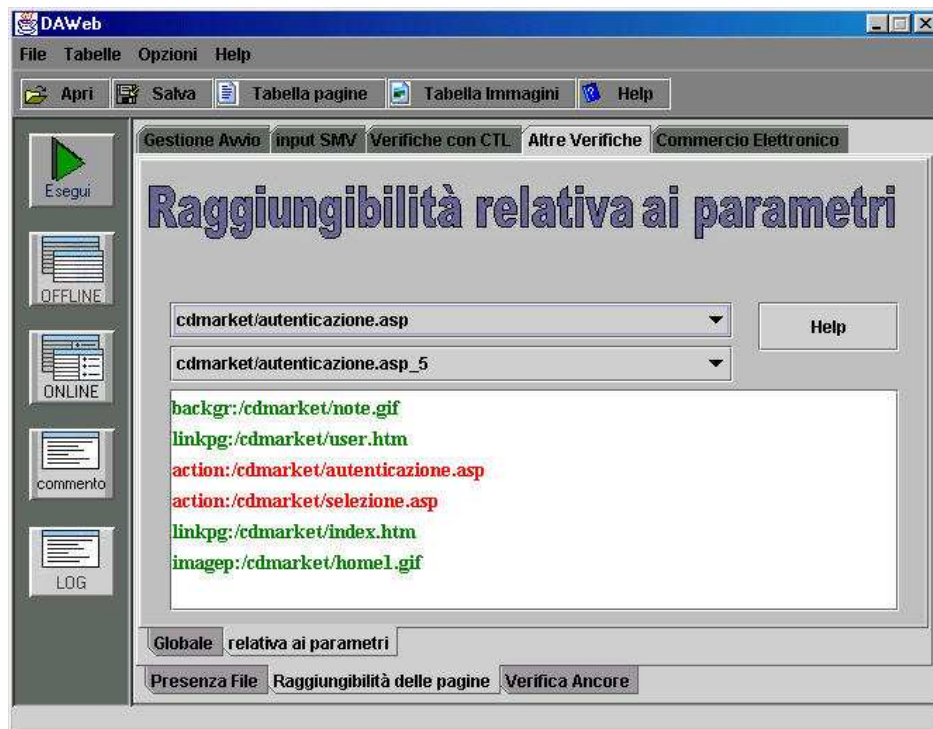 DAWeb
File Tabelle Opzioni Help
Apri Salva Tabella pagine Tabella Immagini Help
Esegui
OFFLINE
ONLINE
commento
LOG
Gestione Avvio input SMV Verifiche con CTL Altre Verifiche Commercio Elettronico
Raggiungibilità relativa ai parametri
cdmarket/autenticazione.asp
Help
cdmarket/autenticazione.asp_5
backgr:/cdmarket/note.gif
linkpg:/cdmarket/user.htm
action:/cdmarket/autenticazione.asp
action:/cdmarket/selezione.asp
linkpg:/cdmarket/index.htm
imagep:/cdmarket/home1.gif
Globale relativa ai parametri
Presenza File Raggiungibilità delle pagine Verifica Ancore